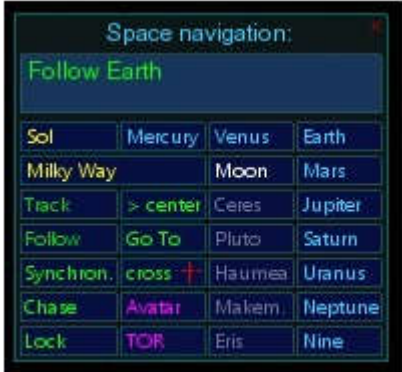 Space navigation:
Follow Earth
Sol Mercury Venus Earth
Milky Way Moon Mars
Track > center Ceres Jupiter
Follow Go To Pluto Saturn
Synchron. cross Haumea Uranus
Chase Avatar Makem. Neptune
Lock TOR Eris Nine